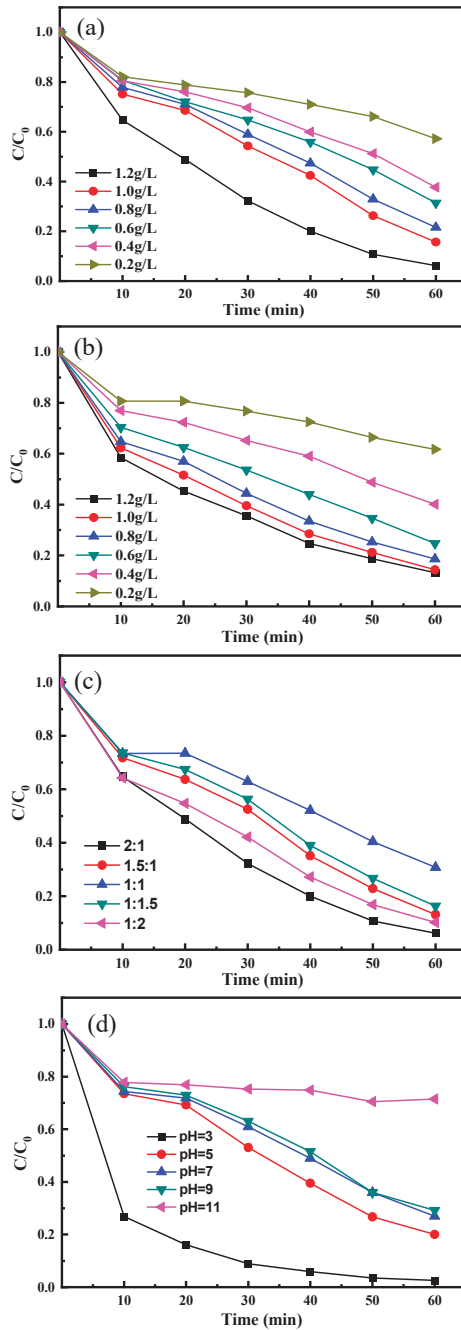 (a)
C/C0
1.0
0.8
0.6
0.4
0.2
0.0
1.2g/L
1.0g/L
0.8g/L
0.6g/L
0.4g/L
0.2g/L
10 20 30 40 50 60
Time (min)
(b)
C/C0
1.0
0.8
0.6
0.4
0.2
0.0
1.2g/L
1.0g/L
0.8g/L
0.6g/L
0.4g/L
0.2g/L
10 20 30 40 50 60
Time (min)
(c)
C/C0
1.0
0.8
0.6
0.4
0.2
0.0
2:1
1.5:1
1:1
1:1.5
1:2
10 20 30 40 50 60
Time (min)
(d)
C/C0
1.0
0.8
0.6
0.4
0.2
0.0
pH=3
pH=5
pH=7
pH=9
pH=11
10 20 30 40 50 60
Time (min)